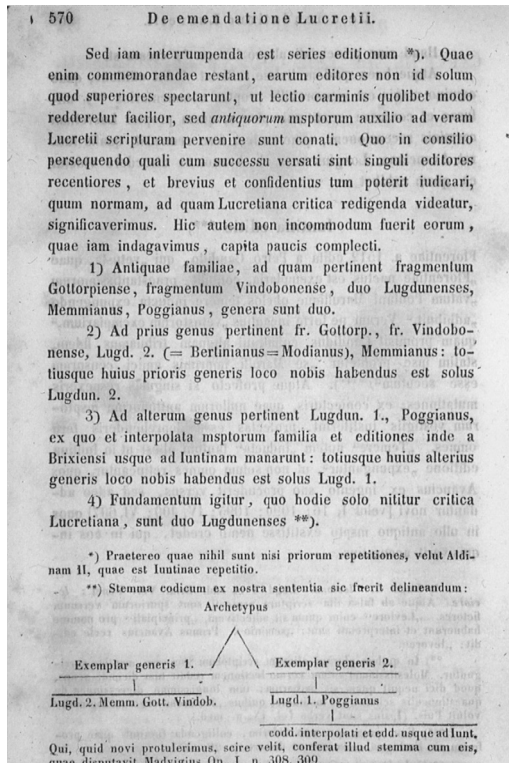 570 De emendatione Lucretii.
Sed iam interrumpenda est series editionum *). Quae
enim commemorandae restant, earum editores non id solum
quod superiores spectarunt, ut lectio carminis quolibet modo
redderetur facilior, sed antiquorum msptorum auxilio ad veram
Lucretii scripturam pervenire sunt conati. Quo in consilio
persequendo quali cum successu versati sint singuli editores
recentiores, et brevius et confidentius tum poterit iudicari,
quum normam, ad quam Lucretiana critica redigenda videatur,
significaverimus. Hic autem non incommodum fuerit eorum,
quae iam indagavimus, capita paucis complecti.
1) Antiquae familiae, ad quam pertinent fragmentum
Gottorpiense, fragmentum Vindobonense, duo Lugdunenses,
Memmianus, Poggianus, genera sunt duo.
2) Ad prius genus pertinent fr. Gottorp., fr. Vindobo-
nense, Lugd. 2. (= Bertinianus = Modianus), Memmianus: to-
tiusque huius prioris generis loco nobis habendus est solus
Lugdun. 2.
3) Ad alterum genus pertinent Lugdun. 1., Poggianus,
ex quo et interpolata msptorum familia et editiones inde a
Brixiensi usque ad Iuntinam manarunt: totiusque huius alterius
generis loco nobis habendus est solus Lugd. 1.
4) Fundamentum igitur, quo hodie solo nititur critica
Lucretiana, sunt duo Lugdunenses **).
*) Praetereo quae nihil sunt nisi priorum repetitiones, velut Aldi-
nam II, quae est Iuntinae repetitio.
**) Stemma codicum ex nostra sententia sic fuerit delineandum:
Archetypus
Exemplar generis 1. Exemplar generis 2.
Lugd. 2. Memm. Gott. Vindob. Lugd. 1. Poggianus
codd. interpolati et edd. usque ad Iunt.
Qui, quid novi protulerimus, scire velit, conferat illud stemma cum eis,
quae disputavit Madvigius Op. I. p. 308. 309